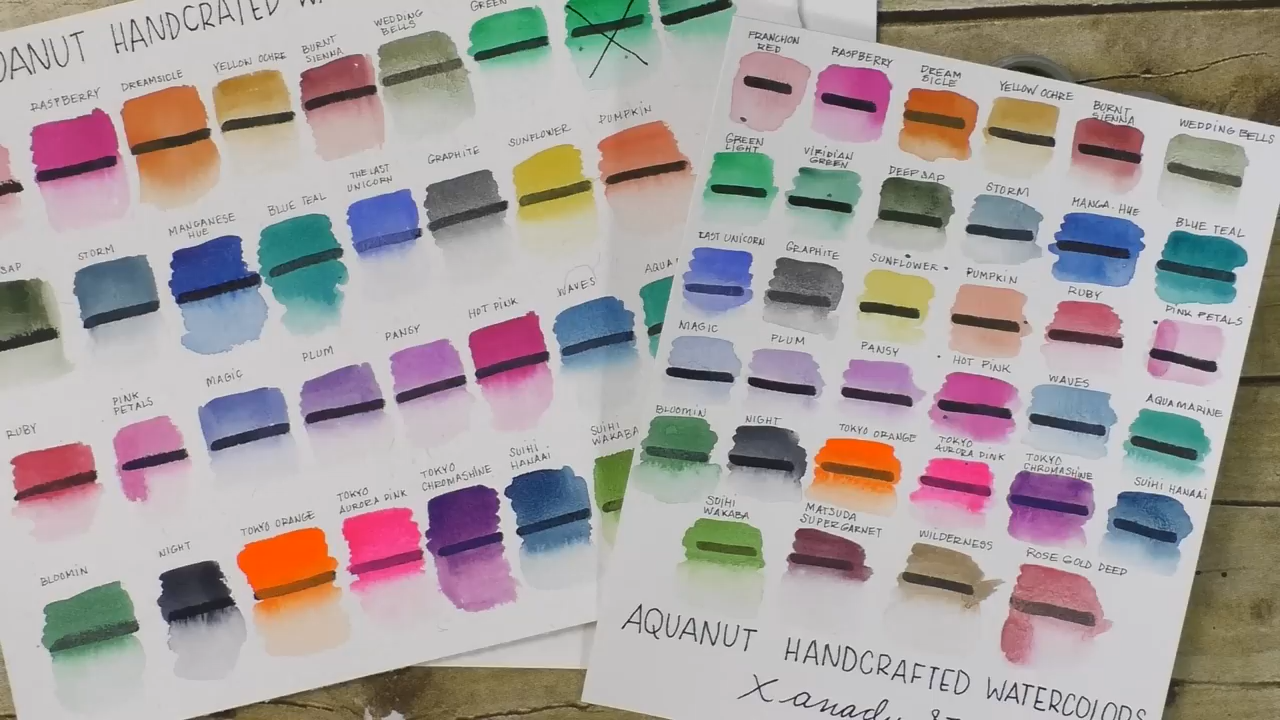 HANDCRAFTED
RASPBERRY
DREAMSICLE
YELLOW OCHRE
BURNT
SIENNA
WEDDING
BELLS
GREEN
STORM
MANGANESE
HUE
BLUE TEAL
THE LAST
UNICORN
GRAPHITE
SUNFLOWER
PUMPKIN
RUBY
PINK
PETALS
MAGIC
PLUM
PANSY
HOT PINK
WAVES
AQUA
BLOOMIN
NIGHT
TOKYO ORANGE
TOKYO
AURORA PINK
TOKYO
CHROMASHINE
SUIHI
HANAAI
SUIHI
WAKABA
FRANCHON
RED
RASPBERRY
DREAM
SICLE
YELLOW OCHRE
BURNT
SIENNA
WEDDING BELLS
GREEN
LIGHT
VIRIDIAN
GREEN
DEEP SAP
STORM
MANGA. HUE
BLUE TEAL
LAST UNICORN
GRAPHITE
SUNFLOWER
PUMPKIN
RUBY
PINK PETALS
MAGIC
PLUM
PANSY
HOT PINK
WAVES
AQUAMARINE
BLOOMIN
NIGHT
TOKYO ORANGE
TOKYO
AURORA PINK
TOKYO
CHROMASHINE
SUIHI HANAAI
SUIHI
WAKABA
MATSUDA
SUPERGARNET
WILDERNESS
ROSE GOLD DEEP
AQUANUT HANDCRAFTED WATERCOLORS
Xanadu